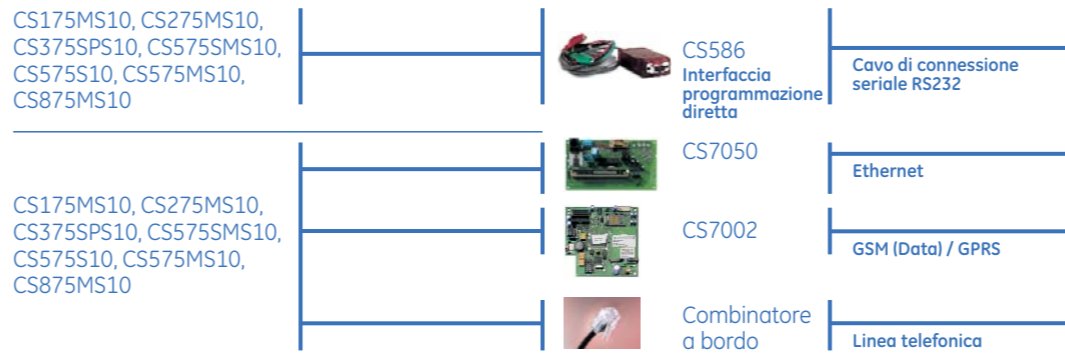 CS175MS10, CS275MS10,
CS375SPS10, CS575SMS10,
CS575S10, CS575MS10,
CS875MS10
CS586
Interfaccia
programmazione
diretta
Cavo di connessione
seriale RS232
CS175MS10, CS275MS10,
CS375SPS10, CS575SMS10,
CS575S10, CS575MS10,
CS875MS10
CS7050
Ethernet
CS7002
GSM (Data) / GPRS
Combinatore
a bordo
Linea telefonica